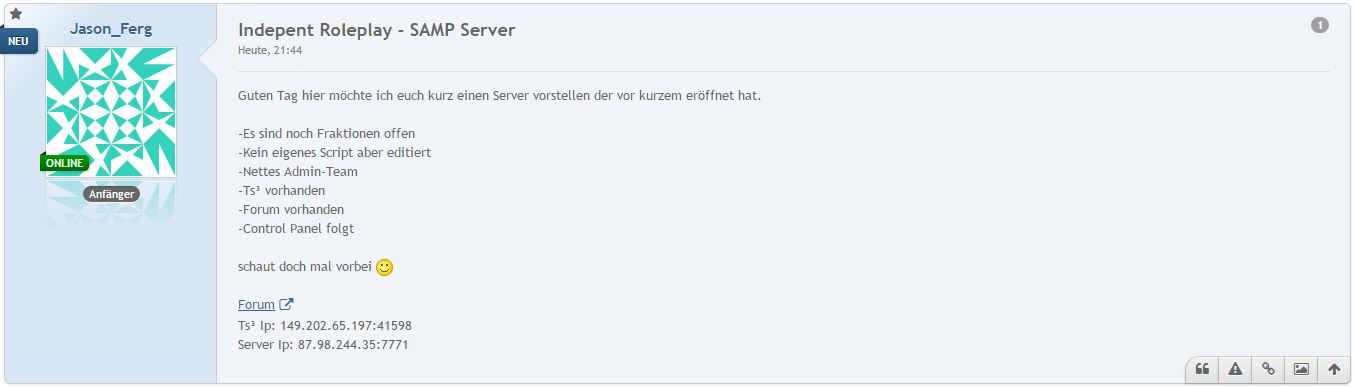 NEU
Jason_Ferg
ONLINE
Anfänger
Indepent Roleplay - SAMP Server
1
Heute, 21:44
Guten Tag hier möchte ich euch kurz einen Server vorstellen der vor kurzem eröffnet hat.
-Es sind noch Fraktionen offen
-Kein eigenes Script aber editiert
-Nettes Admin-Team
-Ts³ vorhanden
-Forum vorhanden
-Control Panel folgt
schaut doch mal vorbei
Forum
Ts³ Ip: 149.202.65.197:41598
Server Ip: 87.98.244.35:7771